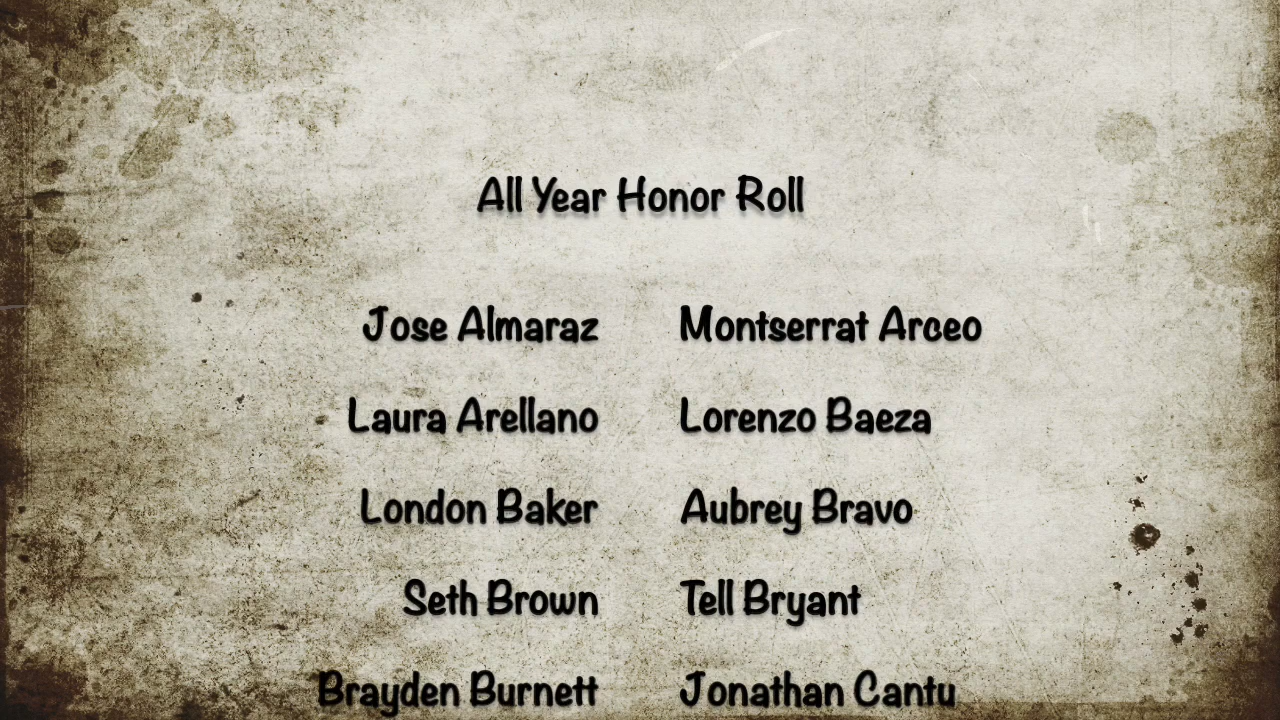 All Year Honor Roll
Jose Almaraz Montserrat Arceo
Laura Arellano Lorenzo Baeza
London Baker Aubrey Bravo
Seth Brown Tell Bryant
Brayden Burnett Jonathan Cantu